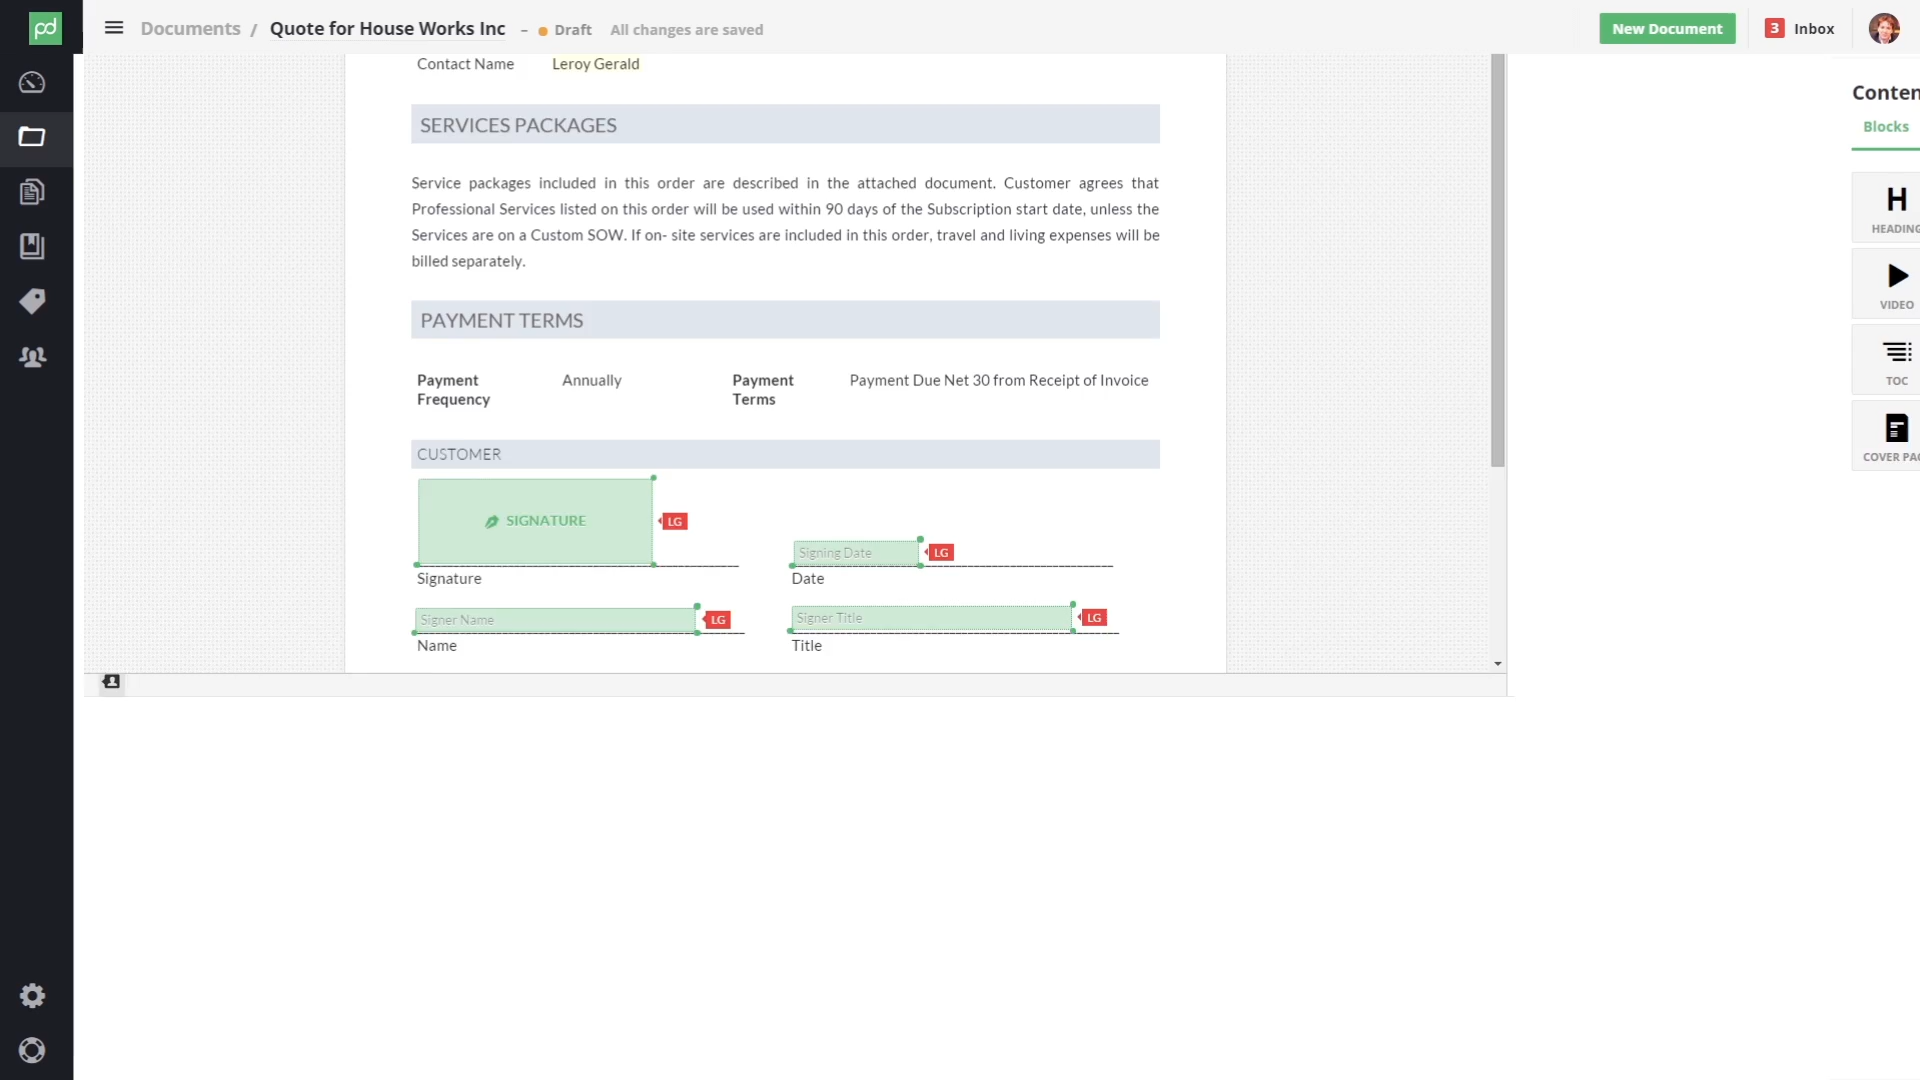 pd
Documents / Quote for House Works Inc – Draft All changes are saved
New Document
3 Inbox
Contact Name Leroy Gerald
SERVICES PACKAGES
Service packages included in this order are described in the attached document. Customer agrees that
Professional Services listed on this order will be used within 90 days of the Subscription start date, unless the
Services are on a Custom SOW. If on- site services are included in this order, travel and living expenses will be
billed separately.
PAYMENT TERMS
Payment
Frequency
Annually
Payment
Terms
Payment Due Net 30 from Receipt of Invoice
CUSTOMER
SIGNATURE
LG
Signature
Signing Date
LG
Date
Signer Name
LG
Name
Signer Title
LG
Title
Conten
Blocks
H
HEADING
VIDEO
TOC
COVER PAG